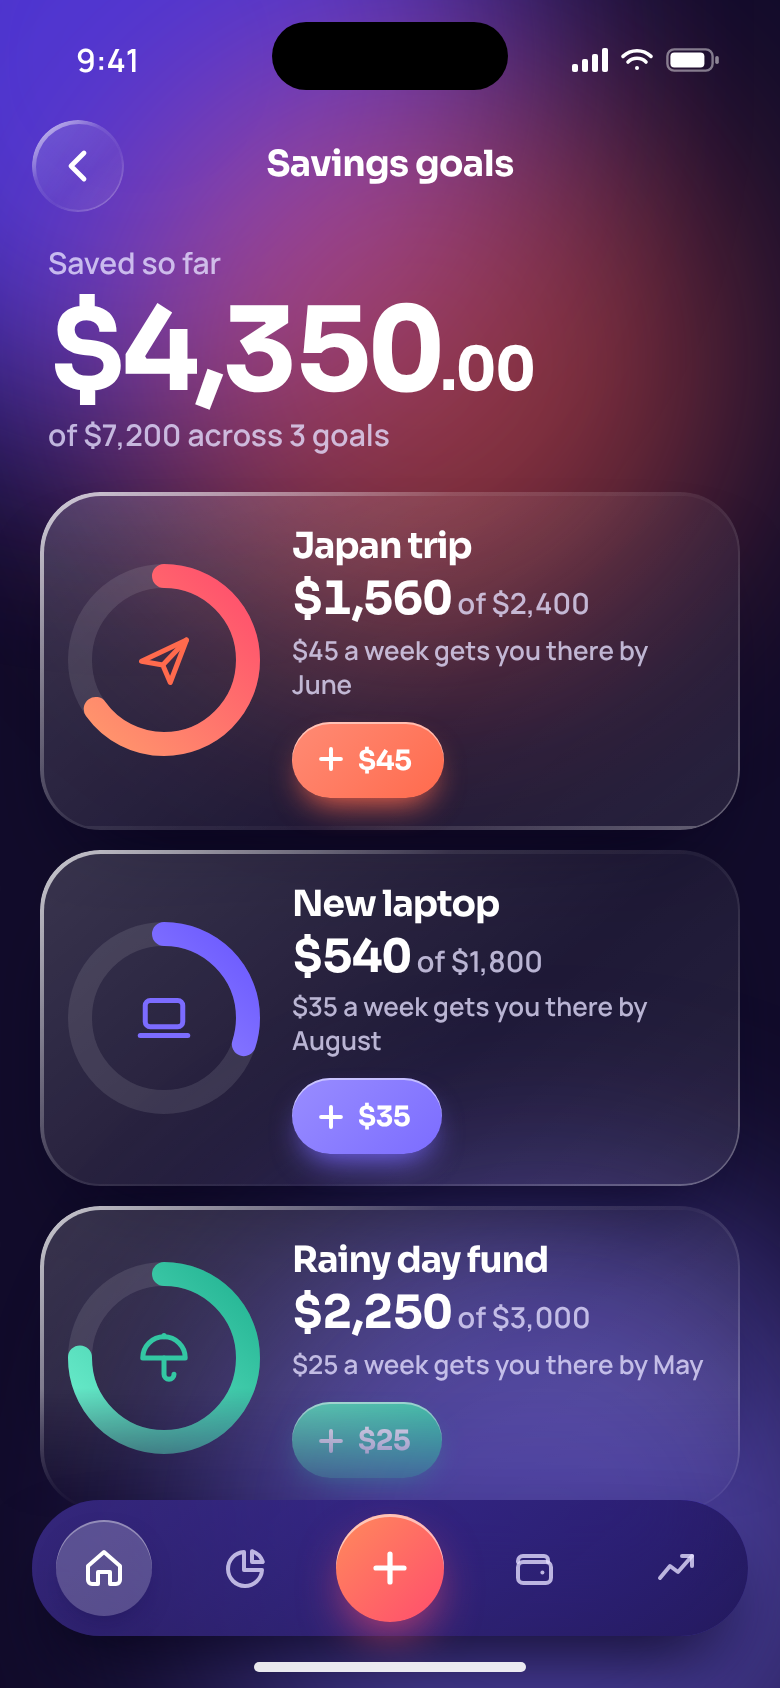 9:41
Savings goals
Saved so far
$4,350.00
of $7,200 across 3 goals
Japan trip
$1,560 of $2,400
$45 a week gets you there by
June
+ $45
New laptop
$540 of $1,800
$35 a week gets you there by
August
+ $35
Rainy day fund
$2,250 of $3,000
$25 a week gets you there by May
+ $25